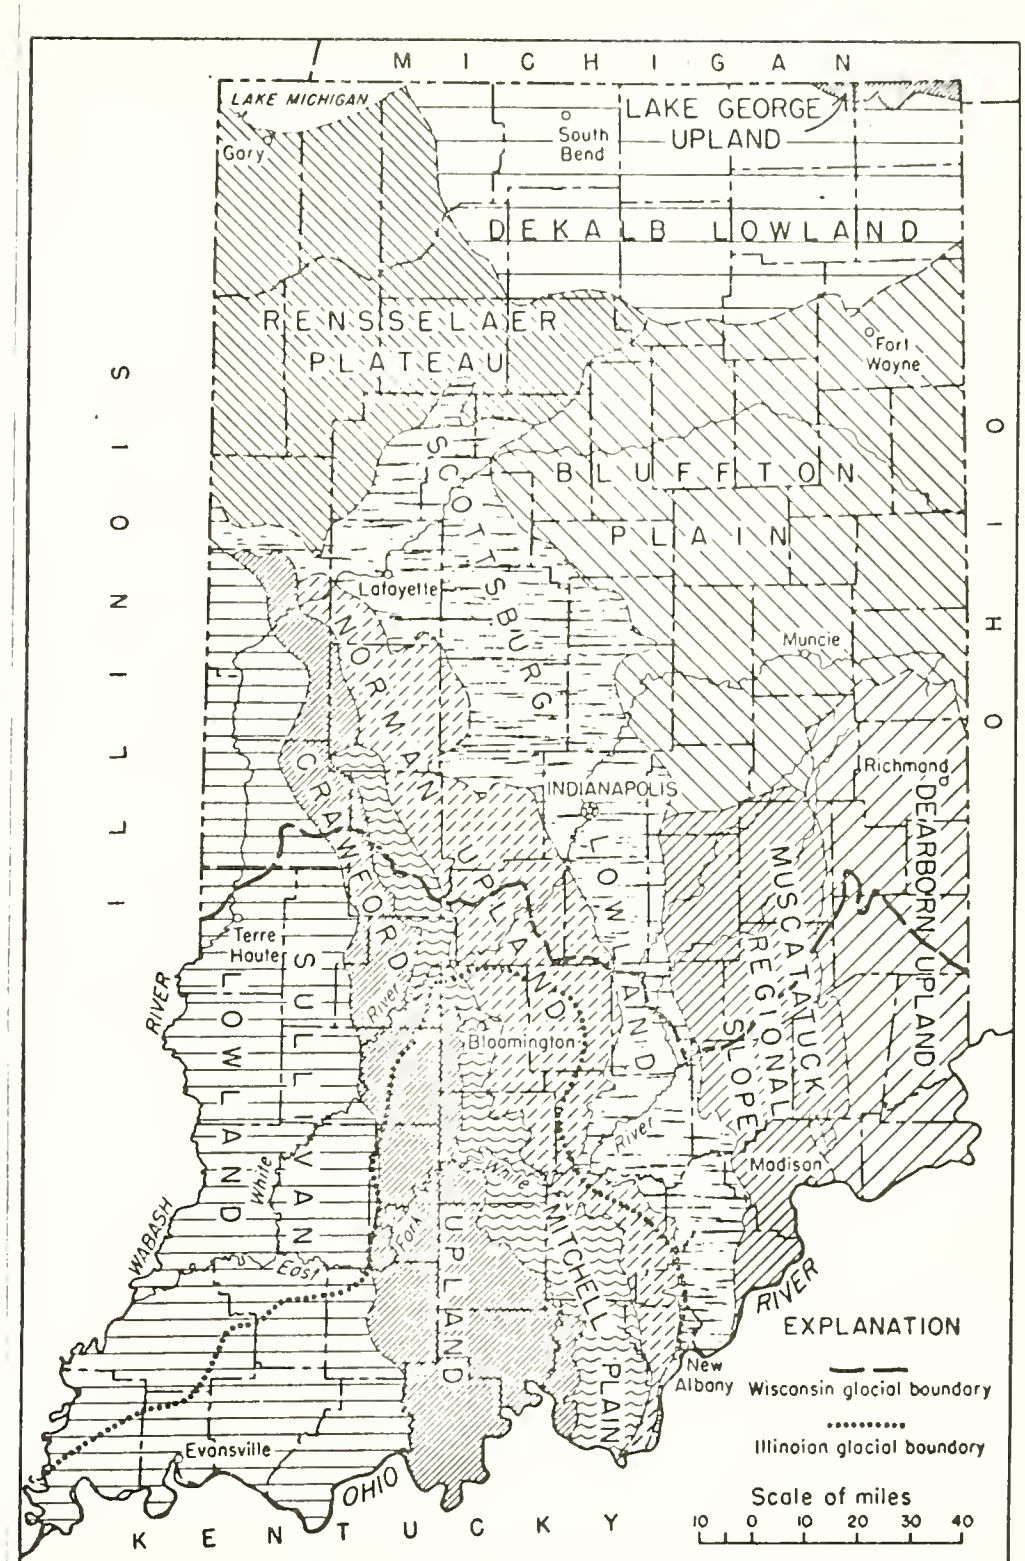 MICHIGAN
LAKE MICHIGAN
Gary
South
Bend
LAKE GEORGE
UPLAND
DEKALB LOWLAND
RENSSELAER
PLATEAU
Fort
Wayne
ILLINOIS
OHIO
BLUFFTON
PLAIN
SCOTTSBURG LOWLAND
Lafayette
NORMAN UPLAND
Muncie
CRAWFORD UPLAND
INDIANAPOLIS
Richmond
DEARBORN UPLAND
MUSCATATUCK
REGIONAL
SLOPE
Terre
Haute
SULLIVAN
LOWLAND
River
Bloomington
WABASH RIVER
White
River
Fork
White
East
Madison
MITCHELL PLAIN
RIVER
New
Albany
Evansville
OHIO
KENTUCKY
EXPLANATION
Wisconsin glacial boundary
Illinoian glacial boundary
Scale of miles
10 0 10 20 30 40